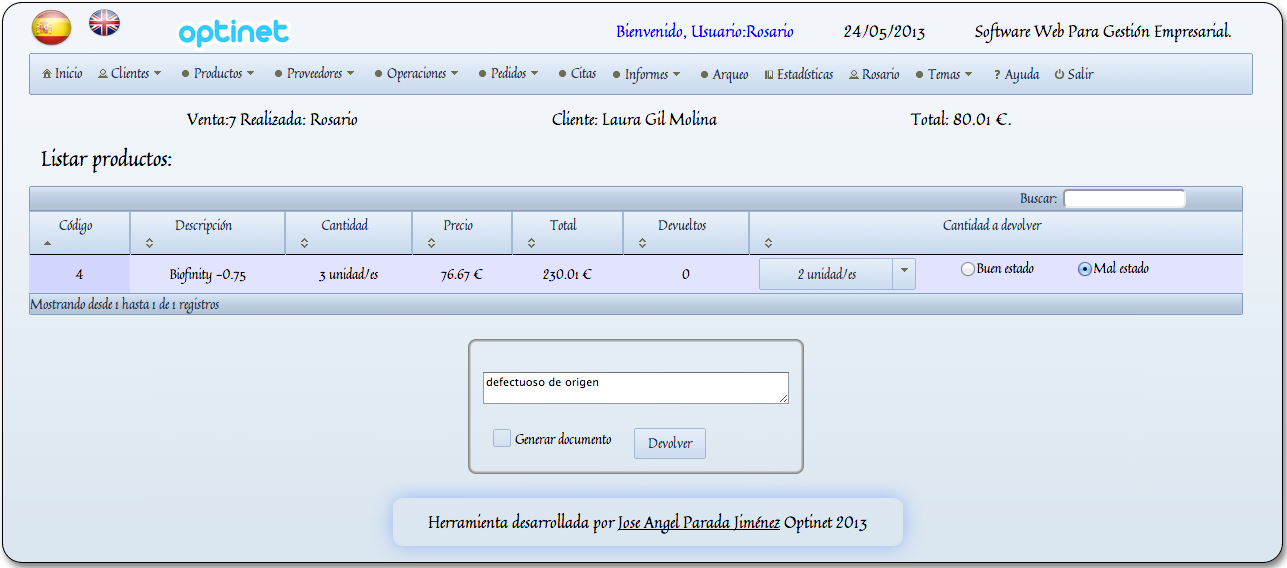 optinet
Bienvenido, Usuario:Rosario 24/05/2013 Software Web Para Gestión Empresarial.
Inicio Clientes Productos Proveedores Operaciones Pedidos Citas Informes Arqueo Estadísticas Rosario Temas ? Ayuda Salir
Venta:7 Realizada: Rosario Cliente: Laura Gil Molina Total: 80.01 €.
Listar productos:
Buscar:
Código Descripción Cantidad Precio Total Devueltos Cantidad a devolver
4 Biofinity -0.75 3 unidad/es 76.67 € 230.01 € 0 2 unidad/es Buen estado Mal estado
Mostrando desde 1 hasta 1 de 1 registros
defectuoso de origen
Generar documento Devolver
Herramienta desarrollada por Jose Angel Parada Jiménez Optinet 2013